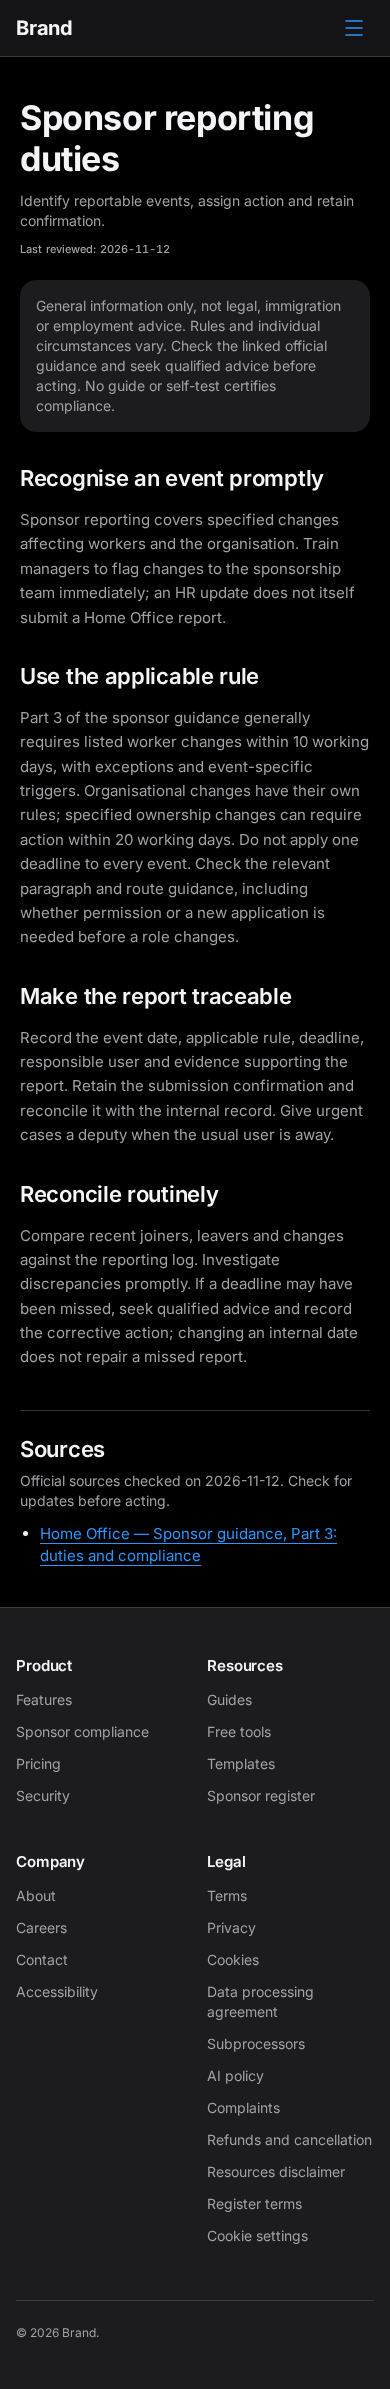 Brand
Sponsor reporting
duties
Identify reportable events, assign action and retain
confirmation.
Last reviewed: 2026-11-12
General information only, not legal, immigration
or employment advice. Rules and individual
circumstances vary. Check the linked official
guidance and seek qualified advice before
acting. No guide or self-test certifies
compliance.
Recognise an event promptly
Sponsor reporting covers specified changes
affecting workers and the organisation. Train
managers to flag changes to the sponsorship
team immediately; an HR update does not itself
submit a Home Office report.
Use the applicable rule
Part 3 of the sponsor guidance generally
requires listed worker changes within 10 working
days, with exceptions and event-specific
triggers. Organisational changes have their own
rules; specified ownership changes can require
action within 20 working days. Do not apply one
deadline to every event. Check the relevant
paragraph and route guidance, including
whether permission or a new application is
needed before a role changes.
Make the report traceable
Record the event date, applicable rule, deadline,
responsible user and evidence supporting the
report. Retain the submission confirmation and
reconcile it with the internal record. Give urgent
cases a deputy when the usual user is away.
Reconcile routinely
Compare recent joiners, leavers and changes
against the reporting log. Investigate
discrepancies promptly. If a deadline may have
been missed, seek qualified advice and record
the corrective action; changing an internal date
does not repair a missed report.
Sources
Official sources checked on 2026-11-12. Check for
updates before acting.
Home Office — Sponsor guidance, Part 3:
duties and compliance
Product
Features
Sponsor compliance
Pricing
Security
Resources
Guides
Free tools
Templates
Sponsor register
Company
About
Careers
Contact
Accessibility
Legal
Terms
Privacy
Cookies
Data processing
agreement
Subprocessors
AI policy
Complaints
Refunds and cancellation
Resources disclaimer
Register terms
Cookie settings
© 2026 Brand.